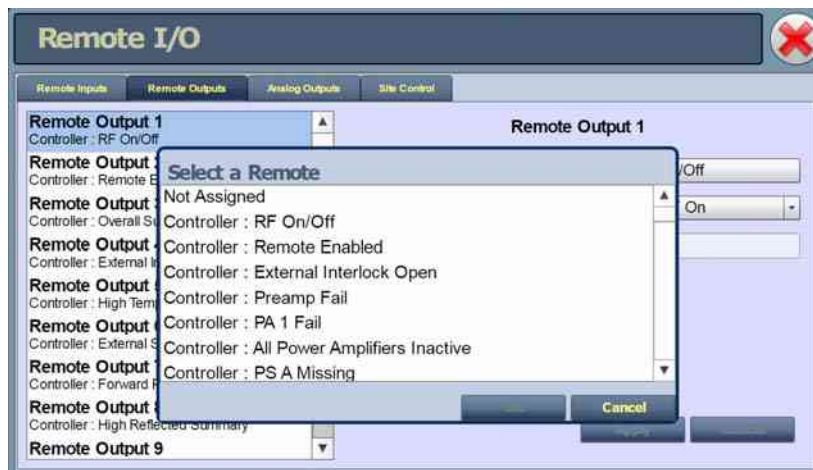 Remote I/O
Remote Inputs
Remote Outputs
Analog Outputs
Site Control
Remote Output 1
Controller : RF On/Off
Remote Output
Controller : Remote E
Remote Output
Controller : Overall Su
Remote Output
Controller : External In
Remote Output
Controller : High Temp
Remote Output
Controller : External S
Remote Output
Controller : Forward
Remote Output
Controller : High Reflected Summary
Remote Output 9
Remote Output 1
/Off
On
Select a Remote
Not Assigned
Controller : RF On/Off
Controller : Remote Enabled
Controller : External Interlock Open
Controller : Preamp Fail
Controller : PA 1 Fail
Controller : All Power Amplifiers Inactive
Controller : PS A Missing
Cancel